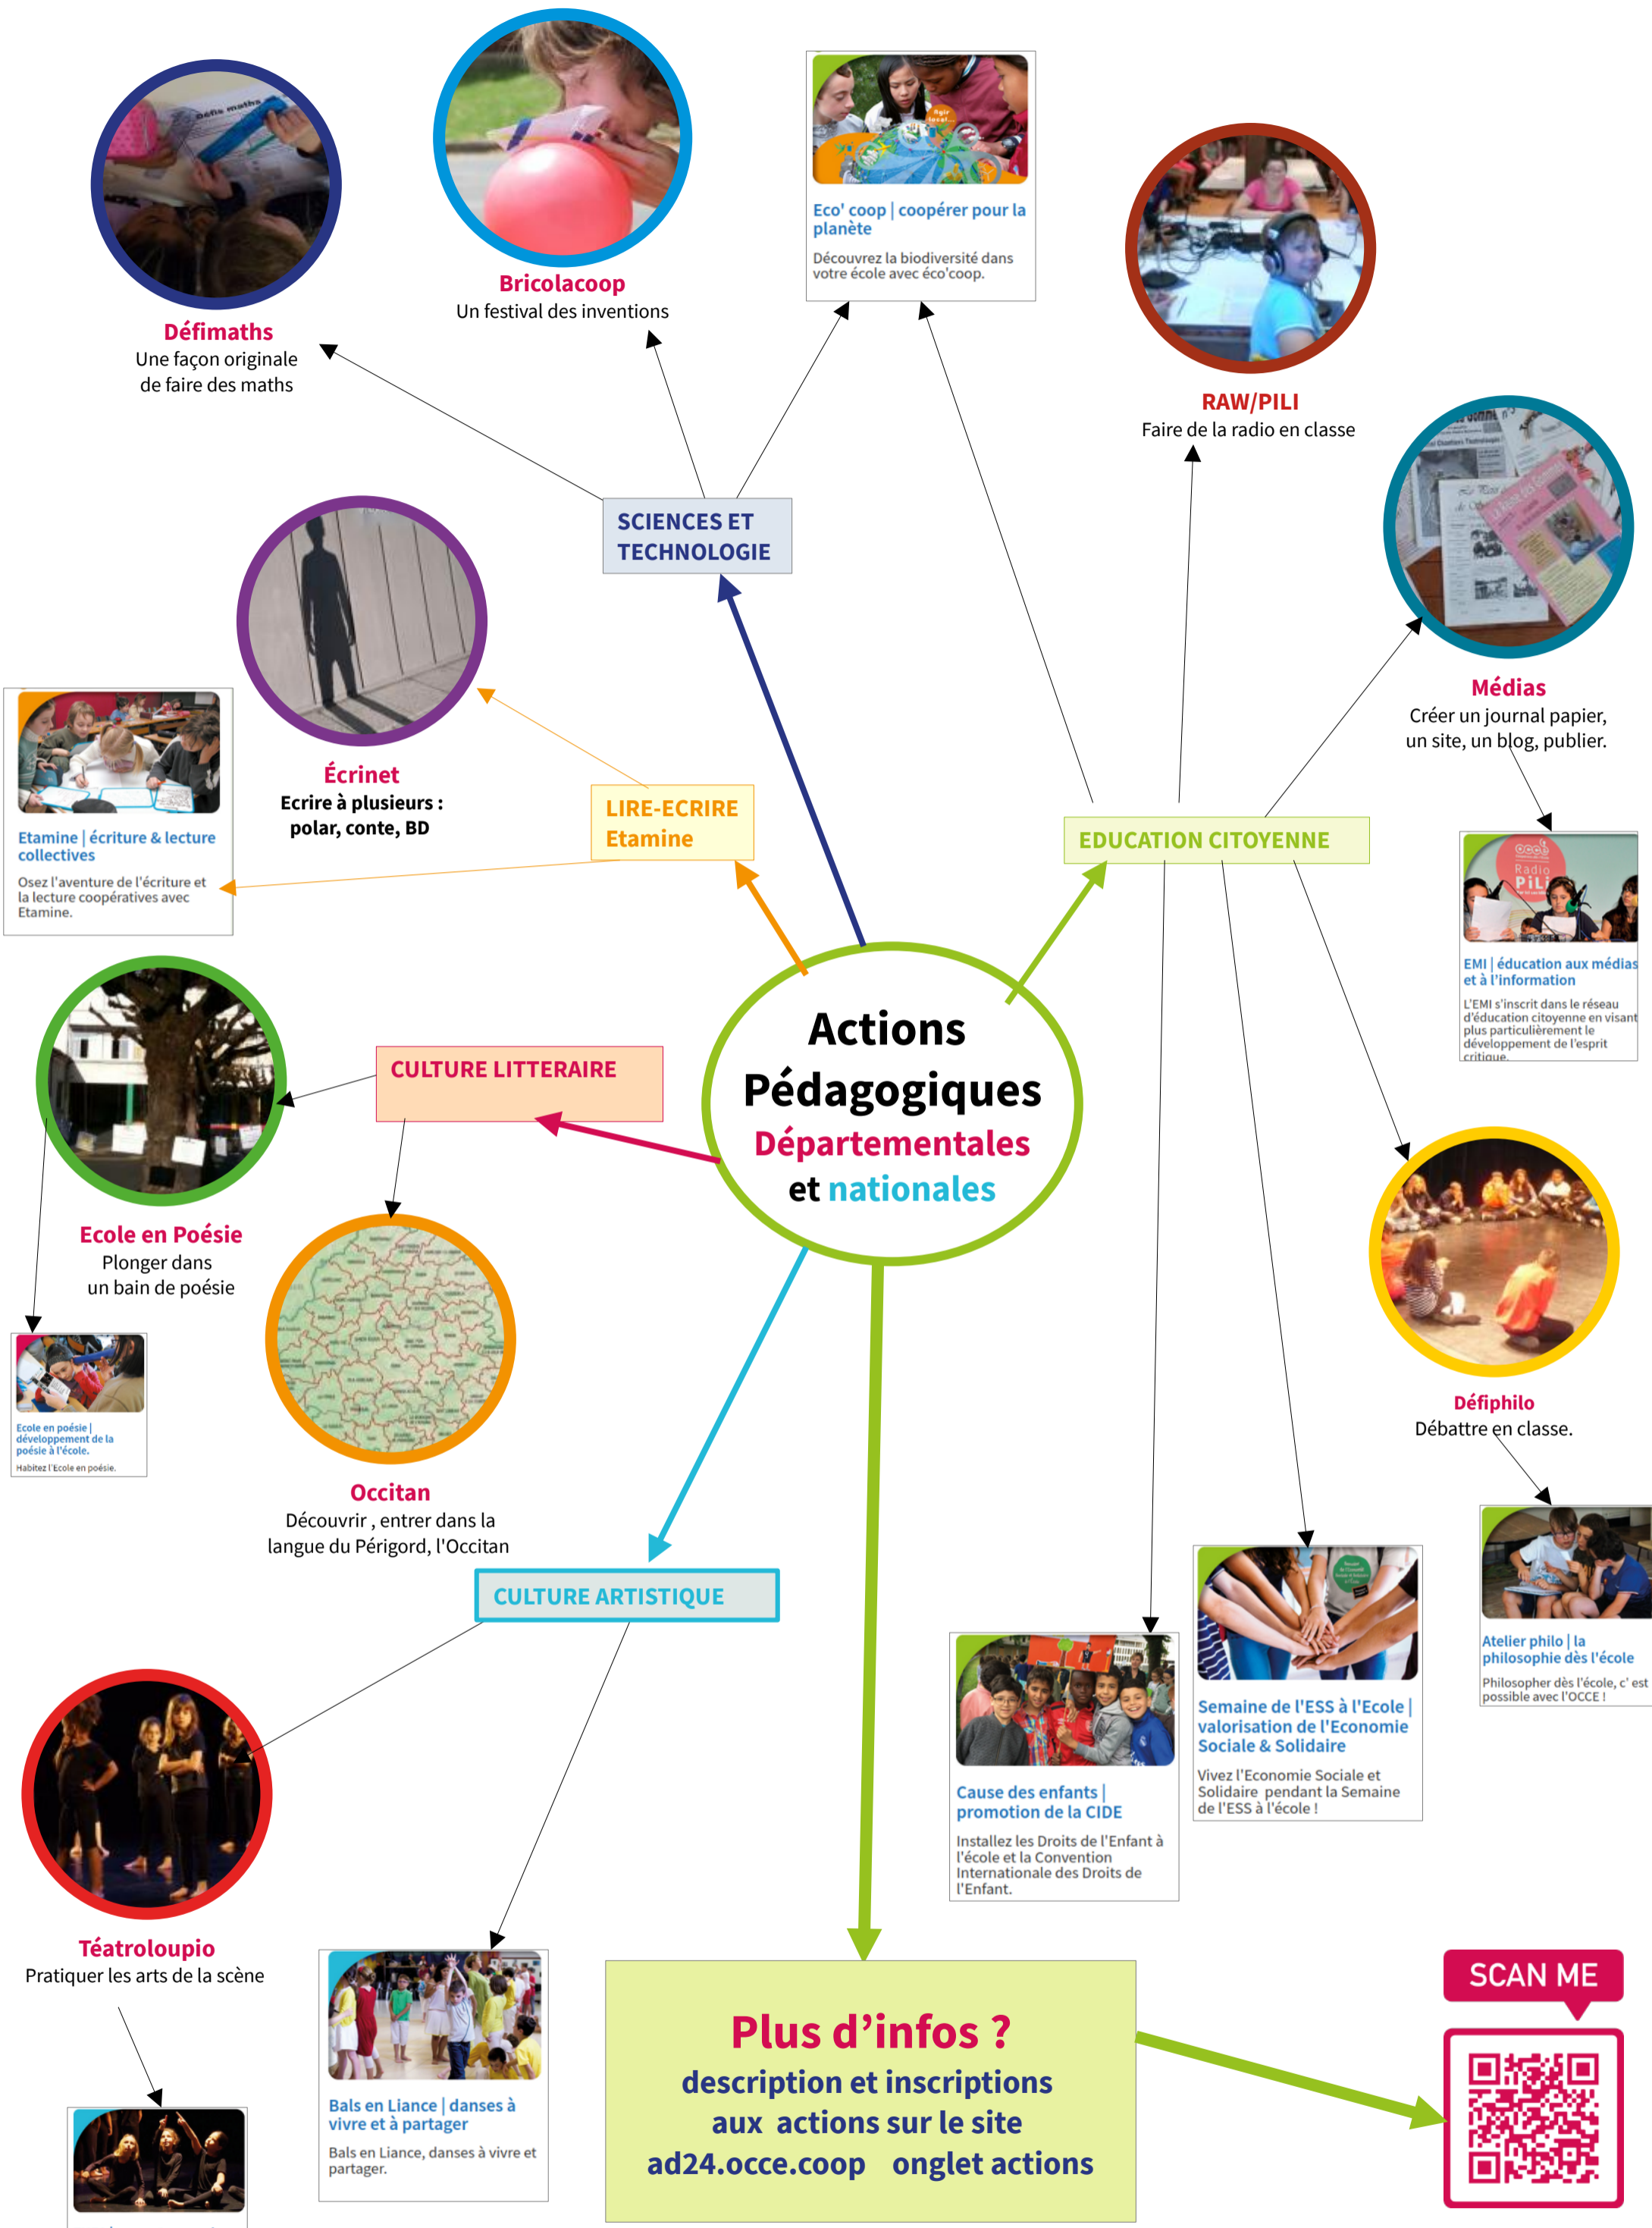 Défis maths
Agir
local...
Eco' coop | coopérer pour la
planète
Découvrez la biodiversité dans
votre école avec éco'coop.
Bricolacoop
Un festival des inventions
Défimaths
Une façon originale
de faire des maths
RAW/PILI
Faire de la radio en classe
SCIENCES ET
TECHNOLOGIE
Médias
Créer un journal papier,
un site, un blog, publier.
Écrinet
Ecrire à plusieurs :
polar, conte, BD
LIRE-ECRIRE
Etamine
Etamine | écriture & lecture
collectives
Osez l'aventure de l'écriture et
la lecture coopératives avec
Etamine.
EDUCATION CITOYENNE
occe
Radio
PiLi
EMI | éducation aux médias
et à l'information
L'EMI s'inscrit dans le réseau
d'éducation citoyenne en visant
plus particulièrement le
développement de l'esprit
critique.
Actions
Pédagogiques
Départementales
et nationales
CULTURE LITTERAIRE
Ecole en Poésie
Plonger dans
un bain de poésie
Ecole en poésie |
développement de la
poésie à l'école.
Habitez l'Ecole en poésie.
Occitan
Découvrir , entrer dans la
langue du Périgord, l'Occitan
Défiphilo
Débattre en classe.
Atelier philo | la
philosophie dès l'école
Philosopher dès l'école, c' est
possible avec l'OCCE !
CULTURE ARTISTIQUE
Semaine de l'ESS à l'Ecole |
valorisation de l'Economie
Sociale & Solidaire
Vivez l'Economie Sociale et
Solidaire pendant la Semaine
de l'ESS à l'école !
Cause des enfants |
promotion de la CIDE
Installez les Droits de l'Enfant à
l'école et la Convention
Internationale des Droits de
l'Enfant.
Téatroloupio
Pratiquer les arts de la scène
Bals en Liance | danses à
vivre et à partager
Bals en Liance, danses à vivre et
partager.
Plus d’infos ?
description et inscriptions
aux actions sur le site
ad24.occe.coop onglet actions
SCAN ME